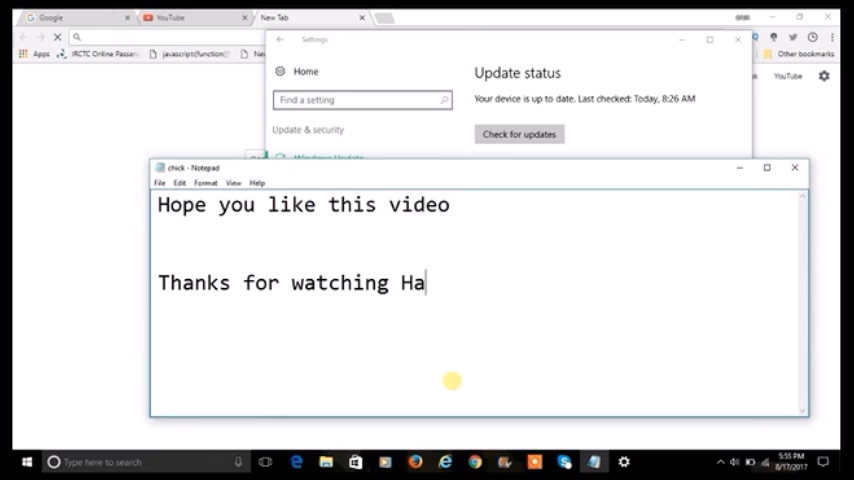 Google
YouTube
New Tab
Apps
IRCTC Online Passen
javascript(function()
Ne
Other bookmarks
YouTube
Settings
Home
Find a setting
Update & security
Windows Update
Update status
Your device is up to date. Last checked: Today, 8:26 AM
Check for updates
chick - Notepad
File Edit Format View Help
Hope you like this video
Thanks for watching Ha
Type here to search
5:55 PM
8/17/2017